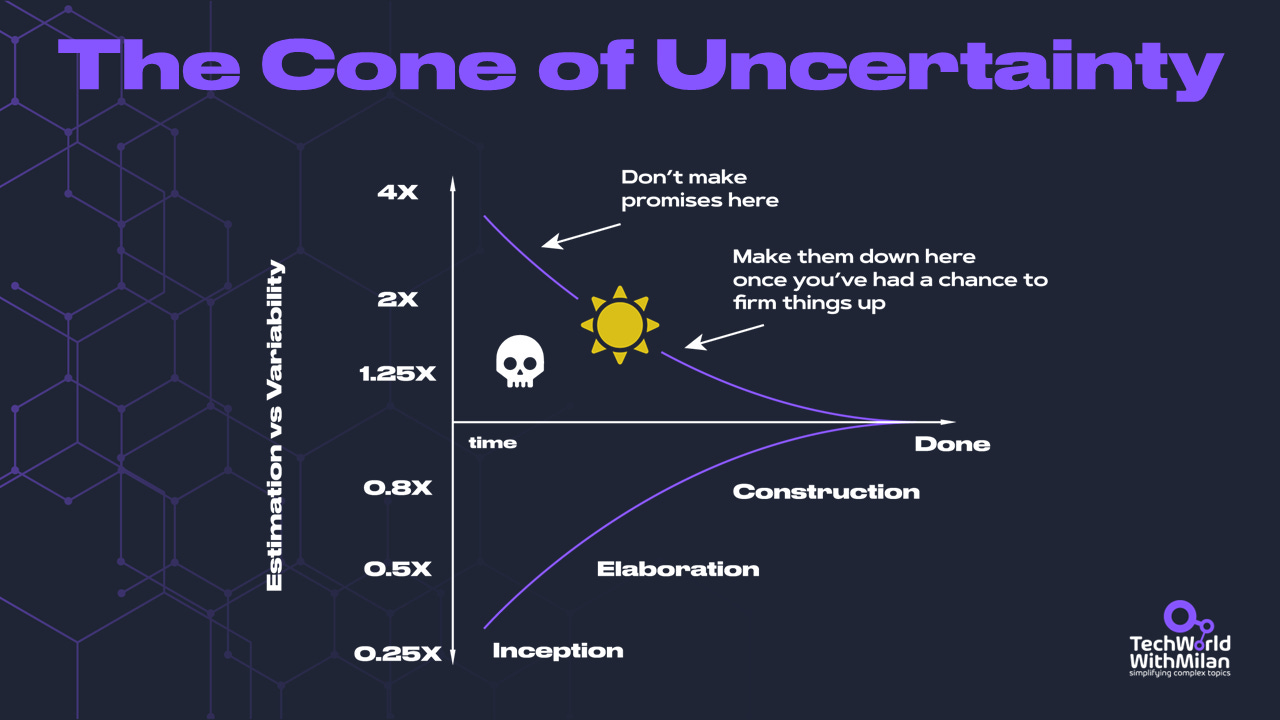 The Cone of Uncertainty
Don’t make
promises here
Make them down here
once you’ve had a chance to
firm things up
Estimation vs Variability
4X
2X
1.25X
0.8X
0.5X
0.25X
time
Done
Construction
Elaboration
Inception
TechWorld
WithMilan
simplifying complex topics